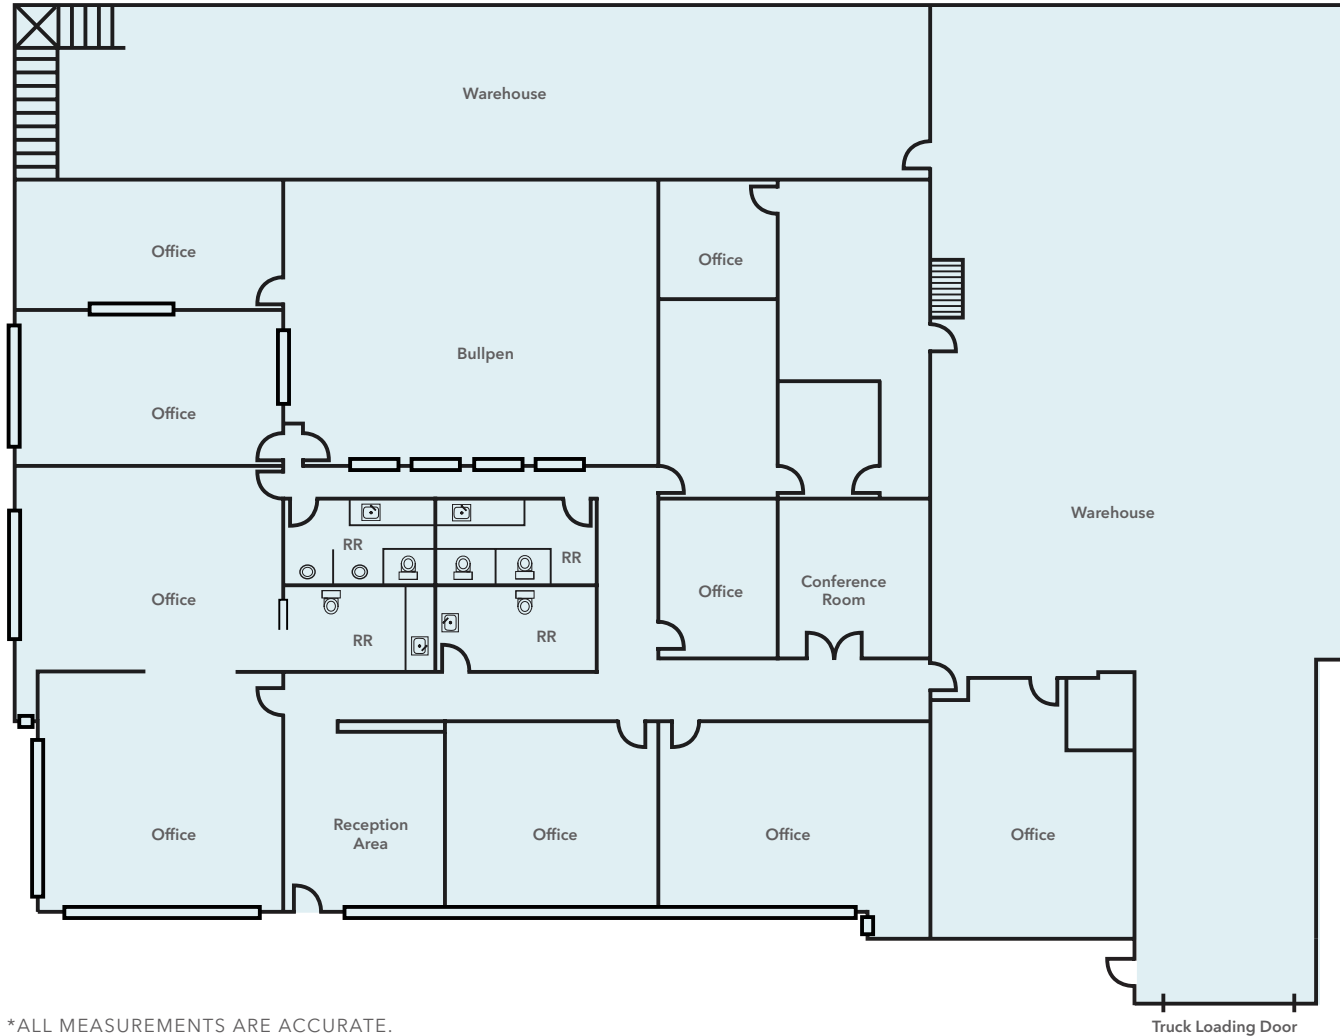 Warehouse
Office
Office
Bullpen
Office
Warehouse
RR
RR
Office
Office
Conference
Room
RR
RR
Office
Reception
Area
Office
Office
Office
*ALL MEASUREMENTS ARE ACCURATE.
Truck Loading Door